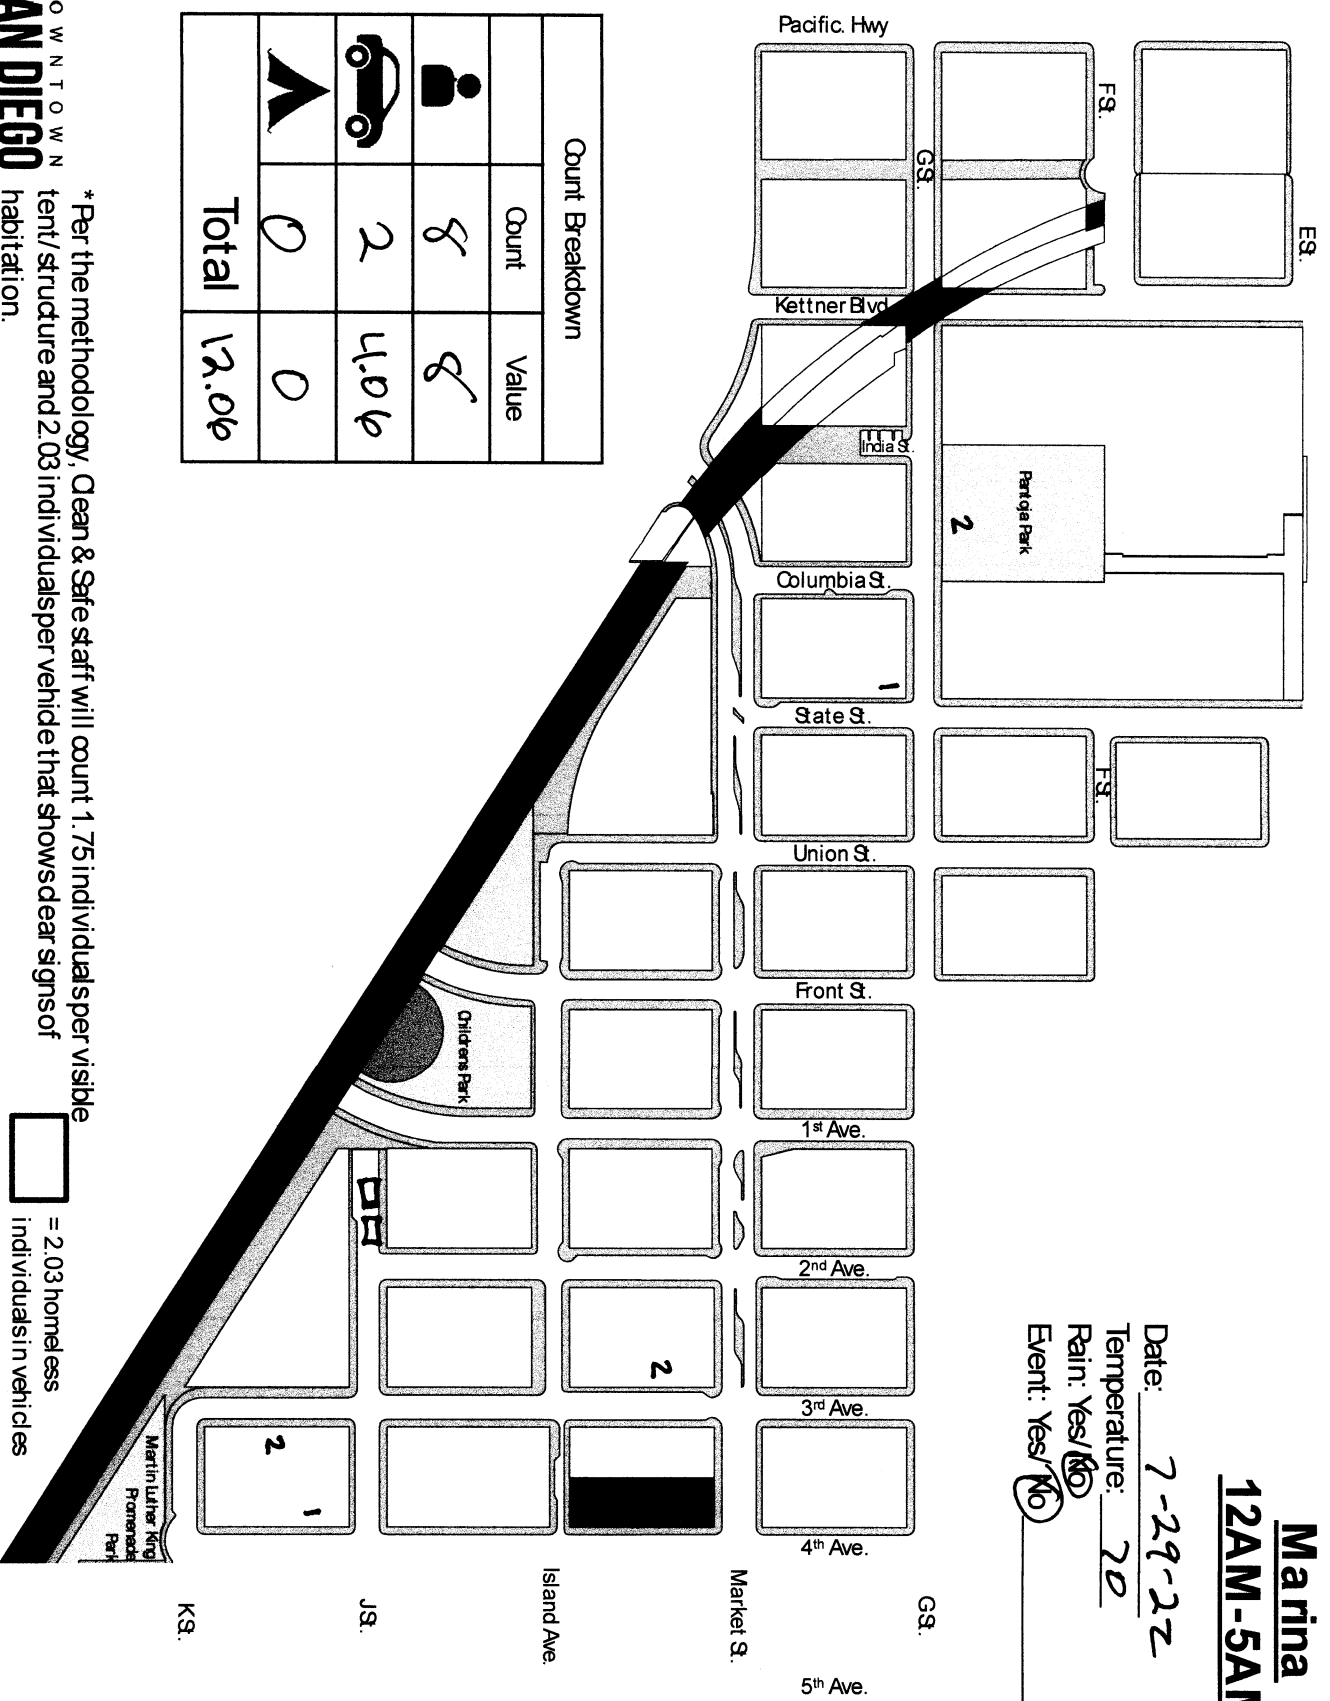 Marina
12AM-5AM
Date: 7-29-22
Temperature: 70
Rain: Yes/No
Event: Yes/No
E St.
F St.
F St.
G St.
G St.
Pacific. Hwy
Kettner Blvd
India St.
Pantoja Park
2
Columbia St.
1
State St.
Union St.
Front St.
1st Ave.
2nd Ave.
3rd Ave.
4th Ave.
5th Ave.
Market St.
Island Ave.
J St.
K St.
Childrens Park
2
2
1
Martin Luther King
Promenade
Park
Count Breakdown
Count Value
8 8
2 4.06
0 0
Total 12.06
*Per the methodology, Clean & Safe staff will count 1.75 individuals per visible
tent/structure and 2.03 individuals per vehicle that shows clear signs of
habitation.
= 2.03 homeless
individuals in vehicles
OWNTOWN
AN DIEGO